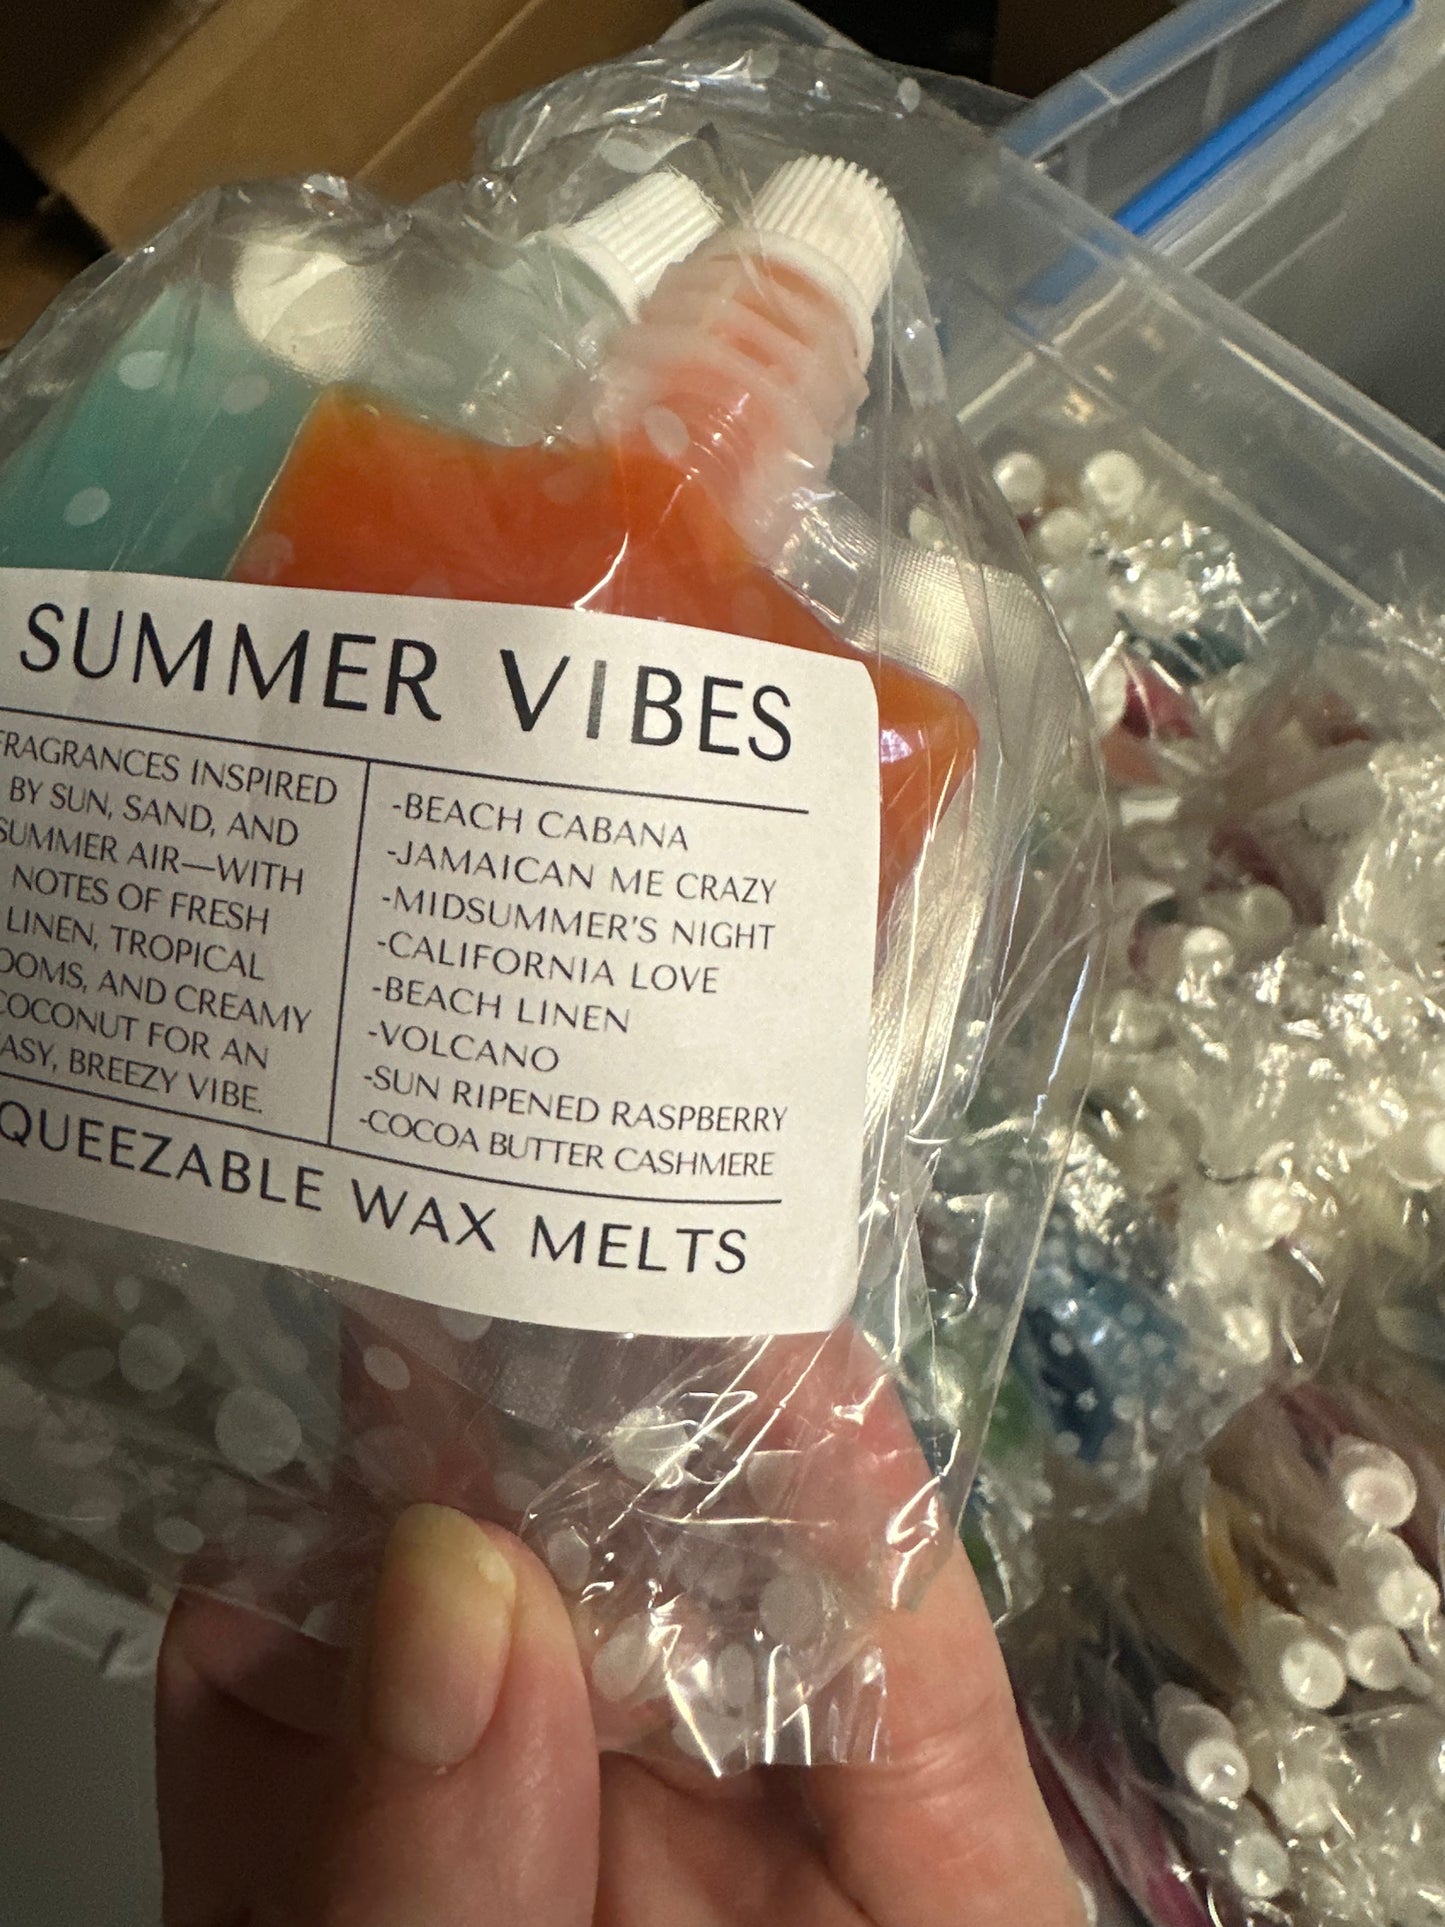 SUMMER VIBES
FRAGRANCES INSPIRED
BY SUN, SAND, AND
SUMMER AIR—WITH
NOTES OF FRESH
LINEN, TROPICAL
AND CREAMY
COCONUT FOR AN
BREEZY VIBE.
-BEACH CABANA
-JAMAICAN ME CRAZY
-MIDSUMMER'S NIGHT
-CALIFORNIA LOVE
-BEACH LINEN
-VOLCANO
-SUN RIPENED RASPBERRY
-COCOA BUTTER CASHMERE
WAX MELTS